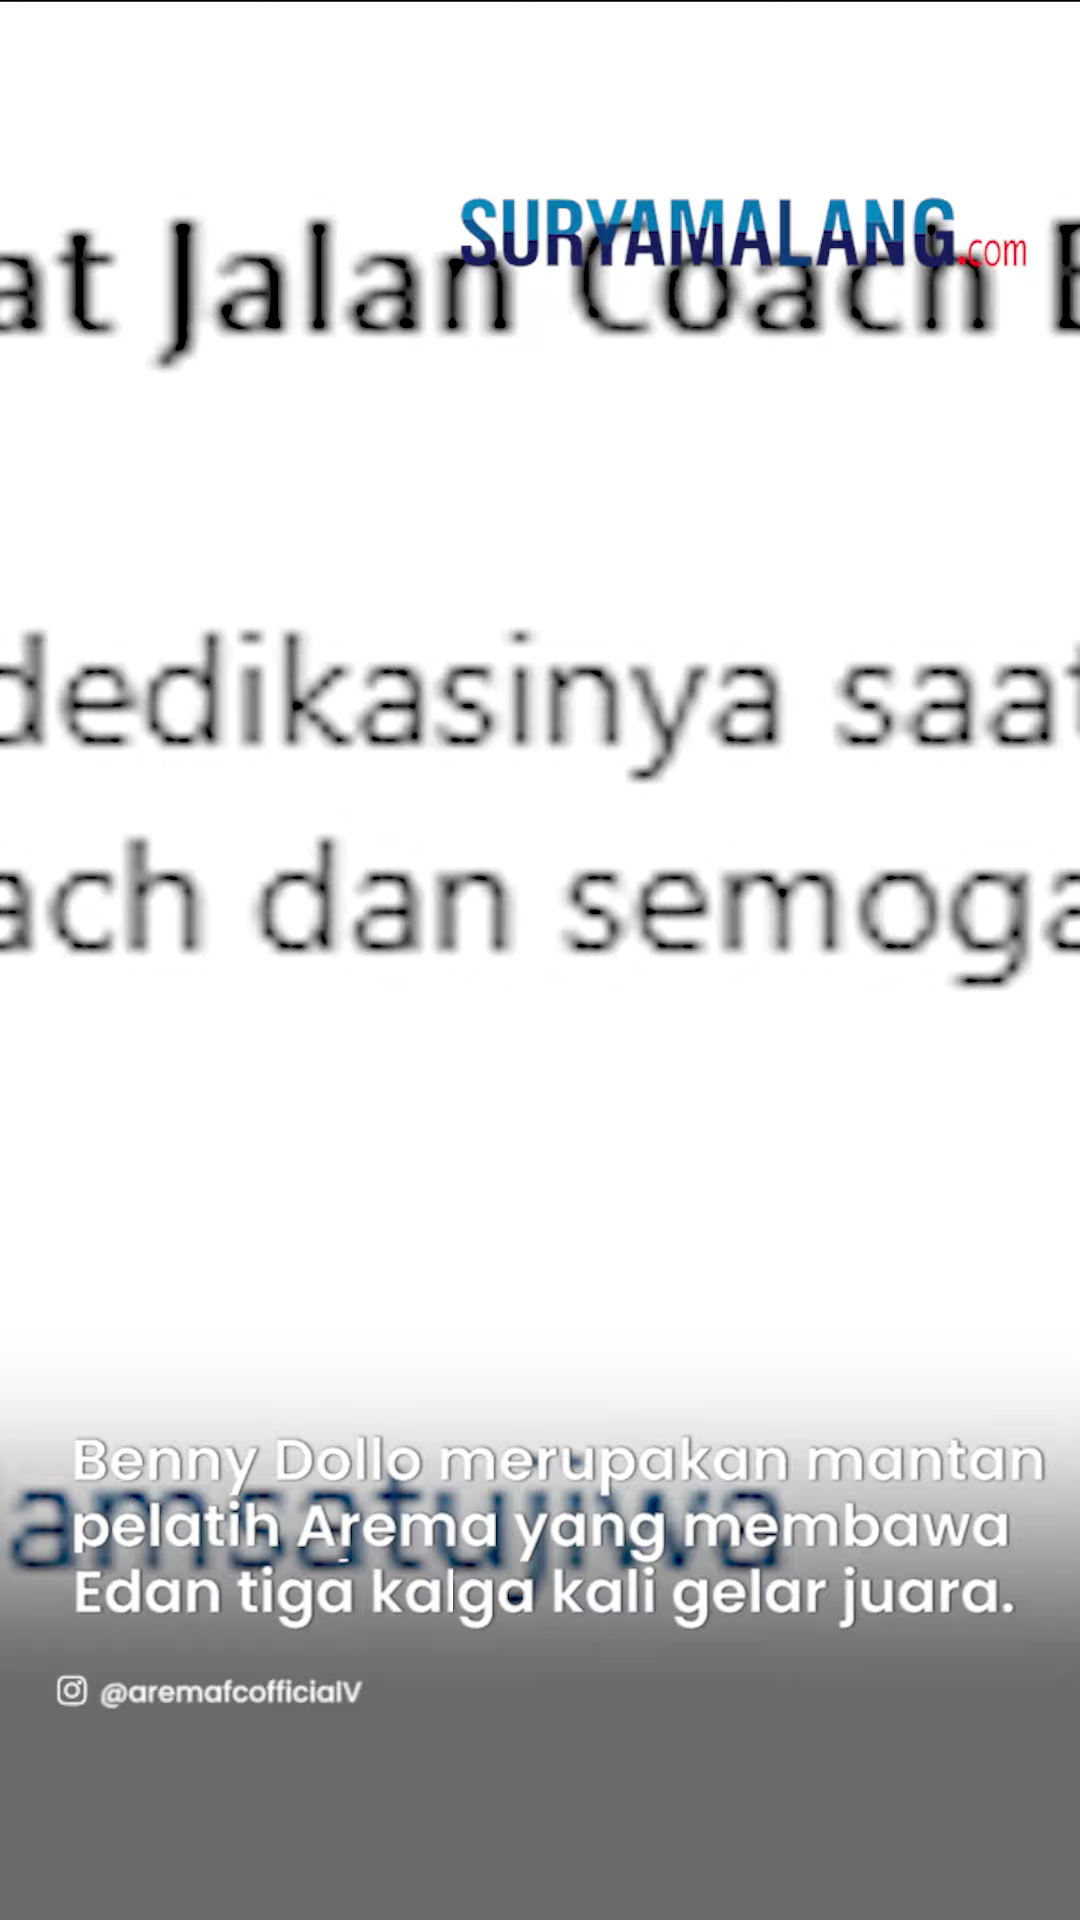 SURYAMALANG.com
at Jalan Coach
dedikasinya saat
ach dan semoga
Benny Dollo merupakan mantan
pelatih Arema yang membawa
Edan tiga kalga kali gelar juara.
amsatujiwa
@aremafcofficialV